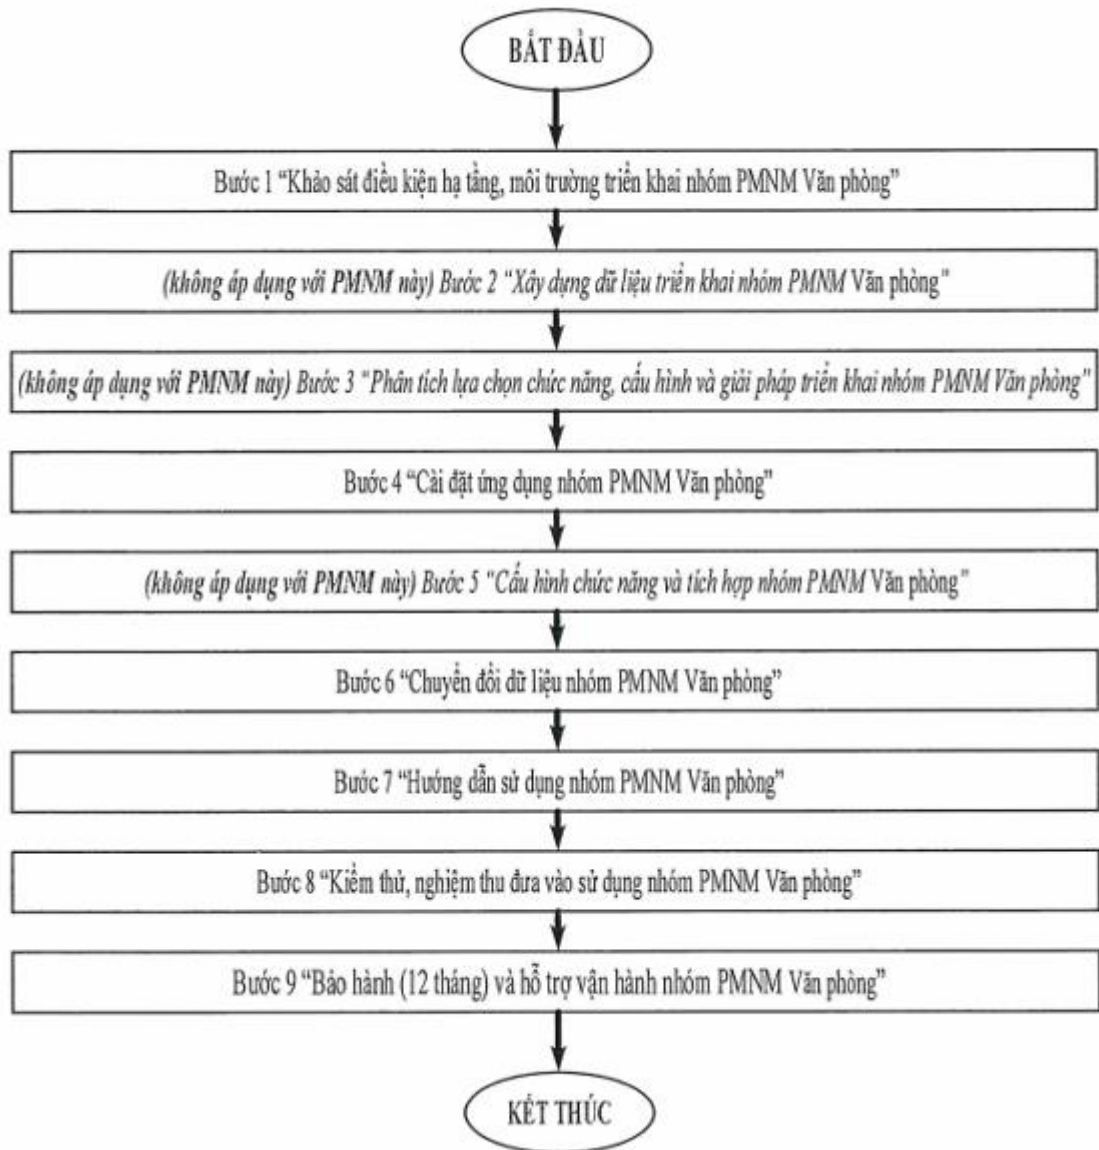 BẮT ĐẦU
Bước 1 “Khảo sát điều kiện hạ tầng, môi trường triển khai nhóm PMNM Văn phòng”
(không áp dụng với PMNM này) Bước 2 “Xây dựng dữ liệu triển khai nhóm PMNM Văn phòng”
(không áp dụng với PMNM này) Bước 3 “Phân tích lựa chọn chức năng, cấu hình và giải pháp triển khai nhóm PMNM Văn phòng”
Bước 4 “Cài đặt ứng dụng nhóm PMNM Văn phòng”
(không áp dụng với PMNM này) Bước 5 “Cấu hình chức năng và tích hợp nhóm PMNM Văn phòng”
Bước 6 “Chuyển đổi dữ liệu nhóm PMNM Văn phòng”
Bước 7 “Hướng dẫn sử dụng nhóm PMNM Văn phòng”
Bước 8 “Kiểm thử, nghiệm thu đưa vào sử dụng nhóm PMNM Văn phòng”
Bước 9 “Bảo hành (12 tháng) và hỗ trợ vận hành nhóm PMNM Văn phòng”
KẾT THÚC